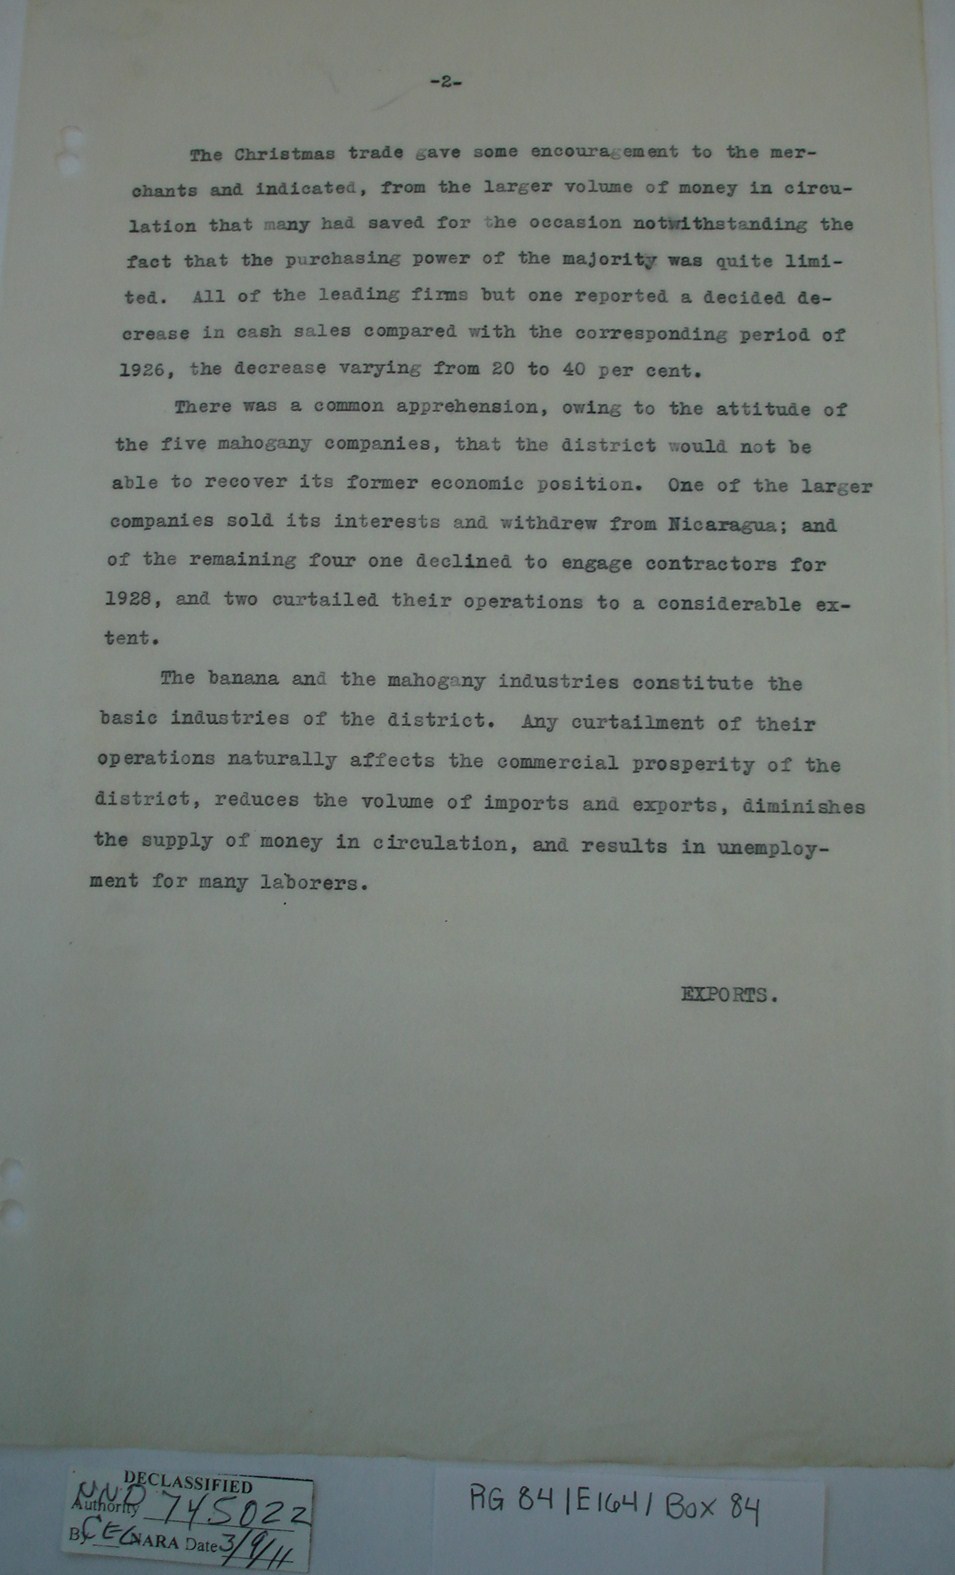 -2-
The Christmas trade gave some encouragement to the mer-
chants and indicated, from the larger volume of money in circu-
lation that many had saved for the occasion notwithstanding the
fact that the purchasing power of the majority was quite limi-
ted. All of the leading firms but one reported a decided de-
crease in cash sales compared with the corresponding period of
1926, the decrease varying from 20 to 40 per cent.
There was a common apprehension, owing to the attitude of
the five mahogany companies, that the district would not be
able to recover its former economic position. One of the larger
companies sold its interests and withdrew from Nicaragua; and
of the remaining four one declined to engage contractors for
1928, and two curtailed their operations to a considerable ex-
tent.
The banana and the mahogany industries constitute the
basic industries of the district. Any curtailment of their
operations naturally affects the commercial prosperity of the
district, reduces the volume of imports and exports, diminishes
the supply of money in circulation, and results in unemploy-
ment for many laborers.
EXPORTS.
DECLASSIFIED
Authority NND 745022
By CEG NARA Date 3/9/11
RG 84 | E164 | Box 84